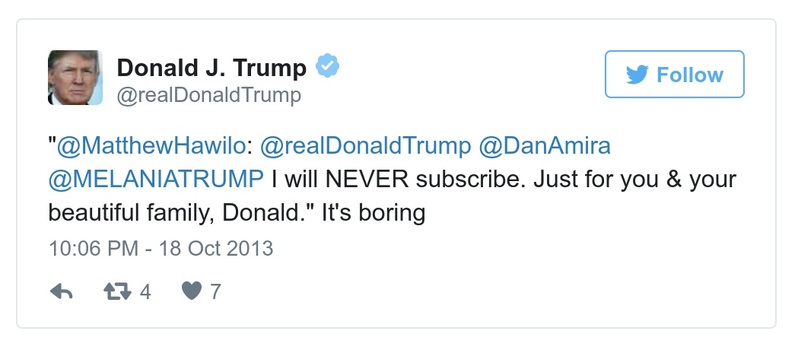 Donald J. Trump
@realDonaldTrump
Follow
"@MatthewHawilo: @realDonaldTrump @DanAmira
@MELANIATRUMP I will NEVER subscribe. Just for you & your
beautiful family, Donald." It's boring
10:06 PM - 18 Oct 2013
4 7